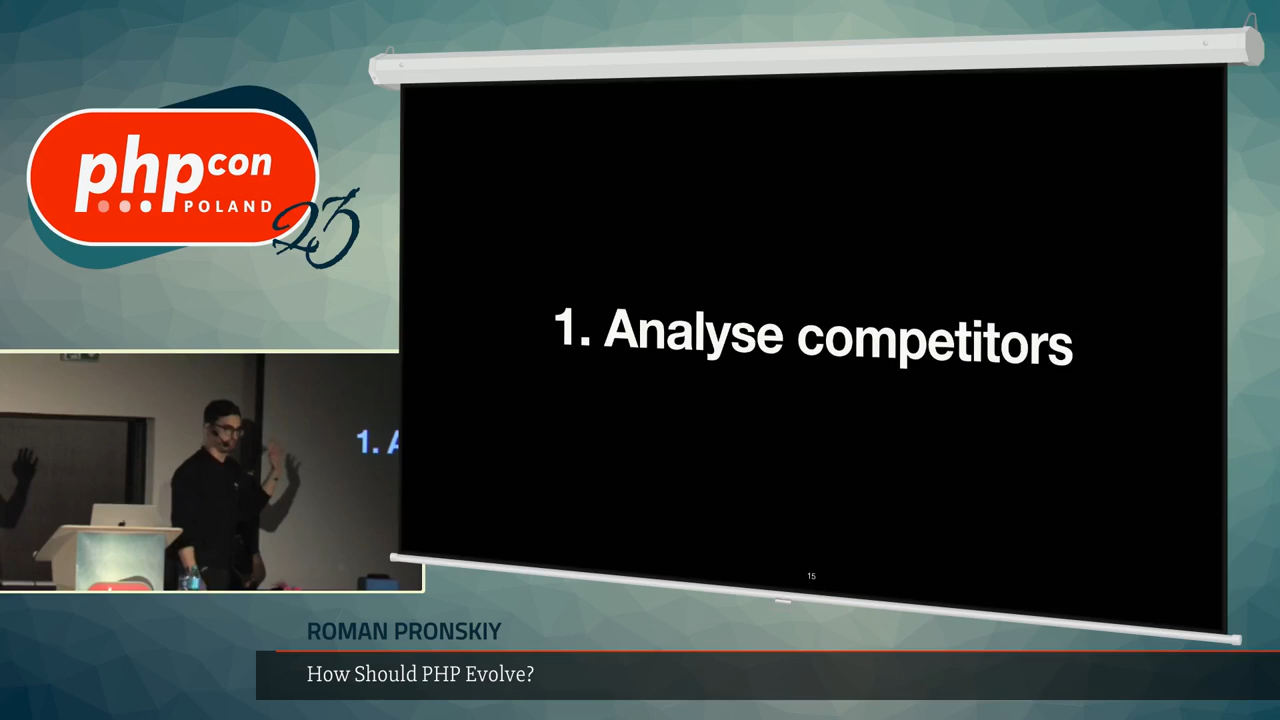 phpcon
POLAND
23
1. Analyse competitors
1. A
15
ROMAN PRONSKIY
How Should PHP Evolve?